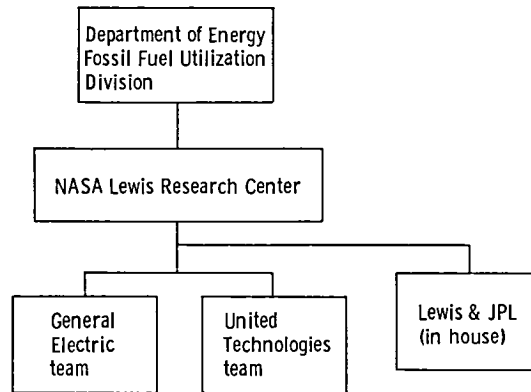 Department of Energy
Fossil Fuel Utilization
Division
NASA Lewis Research Center
General
Electric
team
United
Technologies
team
Lewis & JPL
(in house)